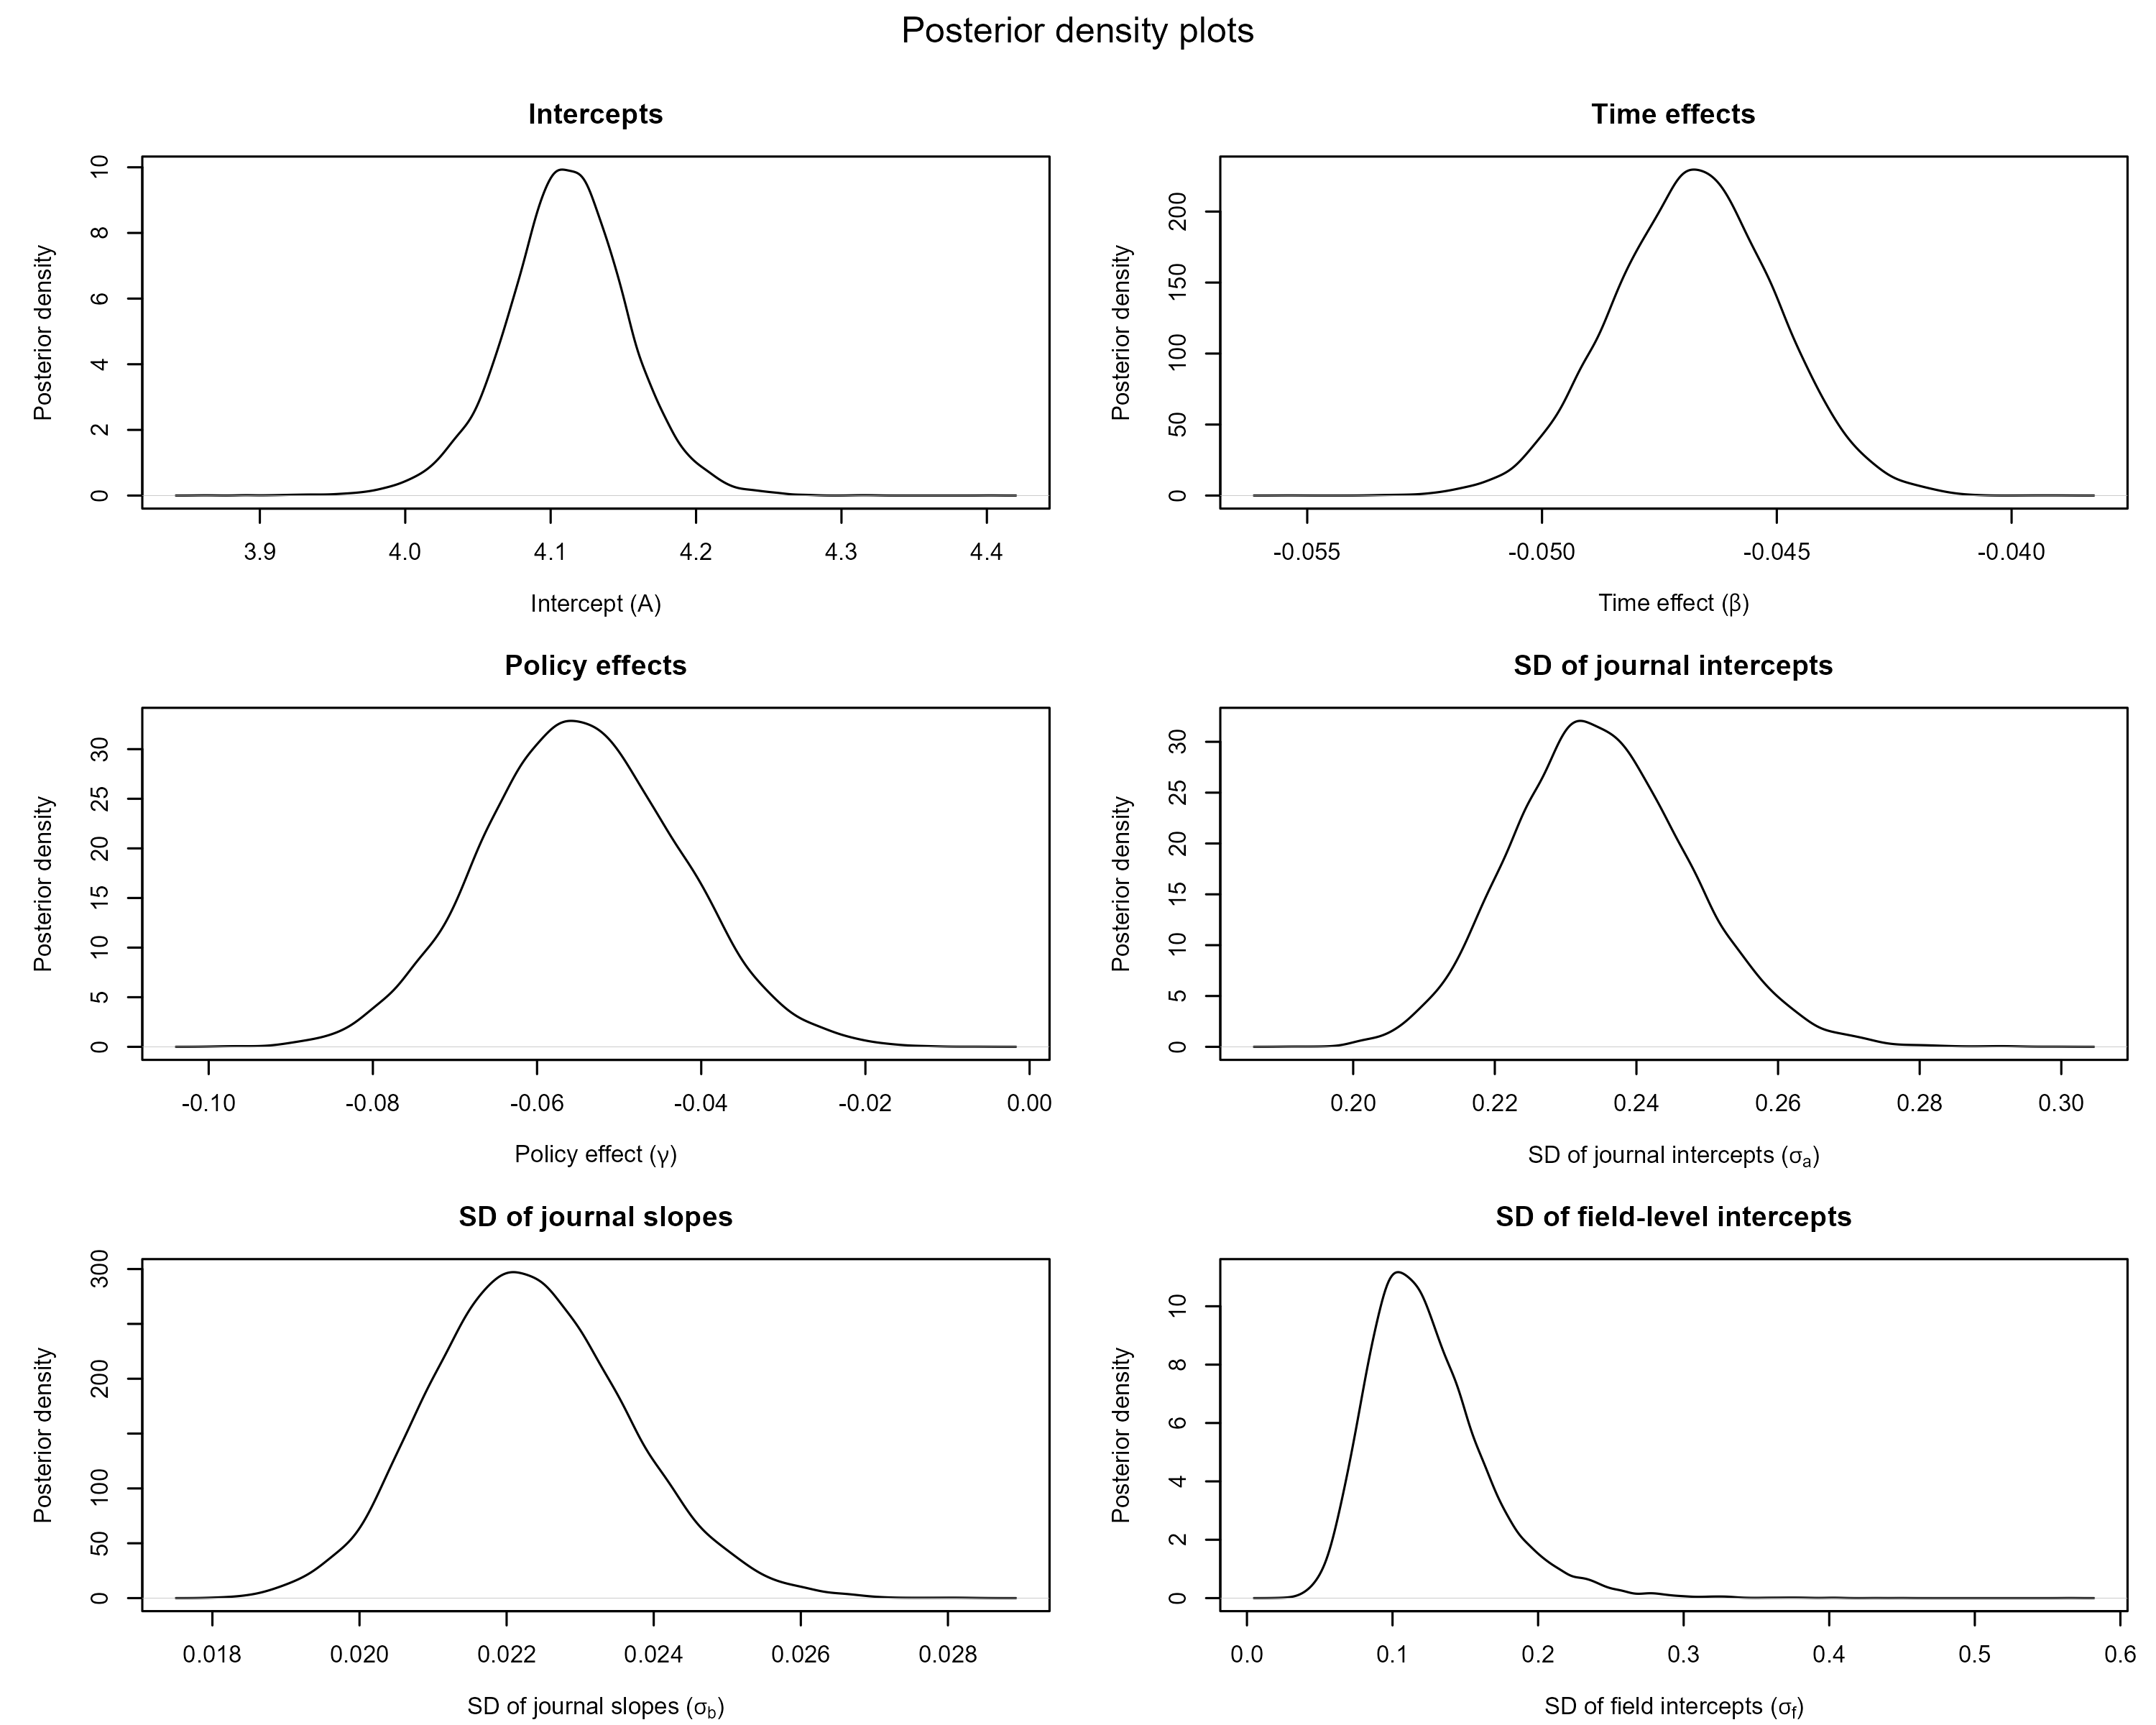 Posterior density plots
Intercepts
Posterior density
0 2 4 6 8 10
3.9 4.0 4.1 4.2 4.3 4.4
Intercept (A)
Time effects
Posterior density
0 50 100 150 200
-0.055 -0.050 -0.045 -0.040
Time effect (β)
Policy effects
Posterior density
0 5 10 15 20 25 30
-0.10 -0.08 -0.06 -0.04 -0.02 0.00
Policy effect (γ)
SD of journal intercepts
Posterior density
0 5 10 15 20 25 30
0.20 0.22 0.24 0.26 0.28 0.30
SD of journal intercepts (σa)
SD of journal slopes
Posterior density
0 50 100 200 300
0.018 0.020 0.022 0.024 0.026 0.028
SD of journal slopes (σb)
SD of field-level intercepts
Posterior density
0 2 4 6 8 10
0.0 0.1 0.2 0.3 0.4 0.5 0.6
SD of field intercepts (σf)